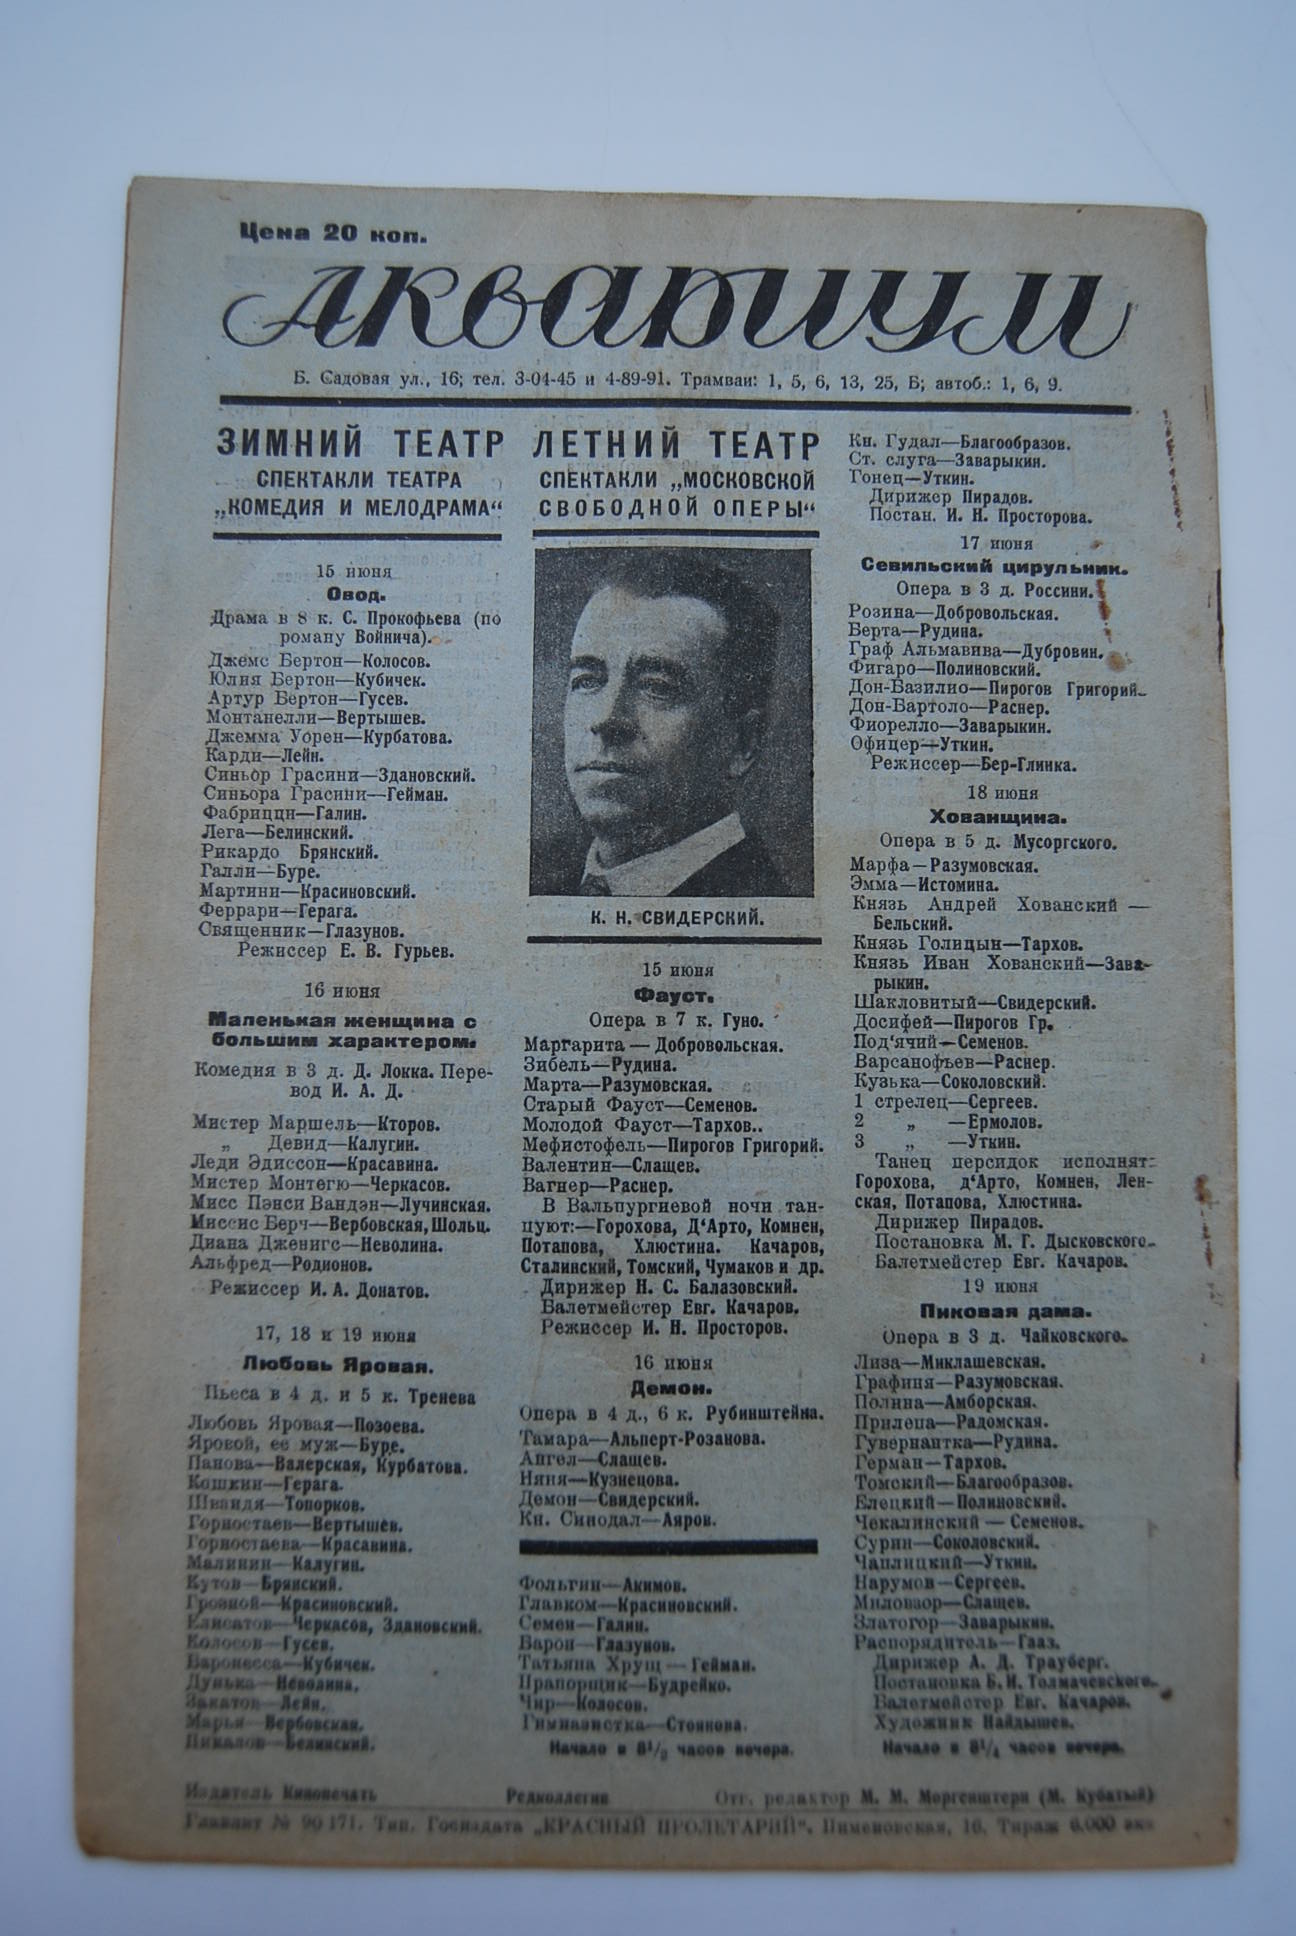 Цена 20 коп.
Аквариум
Б. Садовая ул., 16; тел. 3-04-45 и 4-89-91. Трамваи: 1, 5, 6, 13, 25, Б; автоб.: 1, 6, 9.
ЗИМНИЙ ТЕАТР
СПЕКТАКЛИ ТЕАТРА
„КОМЕДИЯ И МЕЛОДРАМА“
15 июня
Овод.
Драма в 8 к. С. Прокофьева (по
роману Войнича).
Джемс Бертон—Колосов.
Юлия Бертон—Кубичек.
Артур Бертон—Гусев.
Монтанелли—Вертышев.
Джемма Уорен—Курбатова.
Карди—Лейн.
Синьор Грасини—Здановский.
Синьора Грасини—Гейман.
Фабрицци—Галин.
Лега—Белинский.
Рикардо Брянский.
Галли—Буре.
Мартини—Красиновский.
Феррари—Герага.
Священник—Глазунов.
Режиссер Е. В. Гурьев.
16 июня
Маленькая женщина с
большим характером.
Комедия в 3 д. Д. Локка. Пере-
вод И. А. Д.
Мистер Маршель—Кторов.
„ Девид—Калугин.
Леди Эдиссон—Красавина.
Мистер Монтегю—Черкасов.
Мисс Пэнси Вандэн—Лучинская.
Миссис Берч—Вербовская, Шольц.
Диана Дженигс—Неволина.
Альфред—Родионов.
Режиссер И. А. Донатов.
17, 18 и 19 июня
Любовь Яровая.
Пьеса в 4 д. и 5 к. Тренева
Любовь Яровая—Позоева.
Яровой, ее муж—Буре.
Панова—Валерская, Курбатова.
Кошкин—Герага.
Швандя—Топорков.
Горностаев—Вертышев.
Горностаева—Красавина.
Малинин—Калугин.
Кутов—Брянский.
Грозной—Красиновский.
Елисатов—Черкасов, Здановский.
Колосов—Гусев.
Баронесса—Кубичек.
Дунька—Неволина.
Закатов—Лейн.
Марья—Вербовская.
Пикалов—Белинский.
ЛЕТНИЙ ТЕАТР
СПЕКТАКЛИ „МОСКОВСКОЙ
СВОБОДНОЙ ОПЕРЫ“
К. Н. СВИДЕРСКИЙ.
15 июня
Фауст.
Опера в 7 к. Гуно.
Маргарита—Добровольская.
Зибель—Рудина.
Марта—Разумовская.
Старый Фауст—Семенов.
Молодой Фауст—Тархов..
Мефистофель—Пирогов Григорий.
Валентин—Слащев.
Вагнер—Раснер.
В Вальпургиевой ночи тан-
цуют:—Горохова, Д‘Арто, Комнен,
Потапова, Хлюстина. Качаров,
Сталинский, Томский, Чумаков и др.
Дирижер Н. С. Балазовский.
Балетмейстер Евг. Качаров.
Режиссер И. Н. Просторов.
16 июня
Демон.
Опера в 4 д., 6 к. Рубинштейна.
Тамара—Альперт-Розанова.
Ангел—Слащев.
Няня—Кузнецова.
Демон—Свидерский.
Кн. Синодал—Аяров.
Фольгин—Акимов.
Главком—Красиновский.
Семен—Галин.
Барон—Глазунов.
Татьяна Хрущ—Гейман.
Прапорщик—Будрейко.
Чир—Колосов.
Гимназистка—Стоянова.
Начало в 8½ часов вечера.
Кн. Гудал—Благообразов.
Ст. слуга—Заварыкин.
Гонец—Уткин.
Дирижер Пирадов.
Постан. И. Н. Просторова.
17 июня
Севильский цирульник.
Опера в 3 д. Россини.
Розина—Добровольская.
Берта—Рудина.
Граф Альмавива—Дубровин.
Фигаро—Полиновский.
Дон-Базилио—Пирогов Григорий.
Дон-Бартоло—Раснер.
Фиорелло—Заварыкин.
Офицер—Уткин.
Режиссер—Бер-Глинка.
18 июня
Хованщина.
Опера в 5 д. Мусоргского.
Марфа—Разумовская.
Эмма—Истомина.
Князь Андрей Хованский—
Бельский.
Князь Голицын—Тархов.
Князь Иван Хованский—Зава-
рыкин.
Шакловитый—Свидерский.
Досифей—Пирогов Гр.
Под‘ячий—Семенов.
Варсанофьев—Раснер.
Кузька—Соколовский.
1 стрелец—Сергеев.
2 „ —Ермолов.
3 „ —Уткин.
Танец персидок исполнят:
Горохова, д‘Арто, Комнен, Лен-
ская, Потапова, Хлюстина.
Дирижер Пирадов.
Постановка М. Г. Дысковского.
Балетмейстер Евг. Качаров.
19 июня
Пиковая дама.
Опера в 3 д. Чайковского.
Лиза—Миклашевская.
Графиня—Разумовская.
Полина—Амборская.
Прилепа—Радомская.
Гувернантка—Рудина.
Герман—Тархов.
Томский—Благообразов.
Елецкий—Полиновский.
Чекалинский—Семенов.
Сурин—Соколовский.
Чаплицкий—Уткин.
Нарумов—Сергеев.
Миловзор—Слащев.
Златогор—Заварыкин.
Распорядитель—Гааз.
Дирижер А. Д. Трауберг.
Постановка Б. И. Толмачевского.
Балетмейстер Евг. Качаров.
Художник Найдышев.
Начало в 8¼ часов вечера.
Издатель Кинопечать Редколлегия Отг. редактор М. М. Моргенштерн (М. Кубатый)
Главлит № 90171. Тип. Госиздата „КРАСНЫЙ ПРОЛЕТАРИЙ“. Пименовская, 16. Тираж 6.000 экз